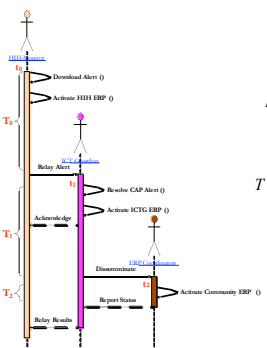 HIH Monitor
t0
Download Alert ()
Activate HIH ERP ()
T0
ICT Guardian
Relay Alert
t1
Resolve CAP Alert ()
T
Activate ICTG ERP ()
Acknowledge
T1
ERP Coordinators
Disseminate
t2
T2
Activate Community ERP ()
Report Status
Relay Results